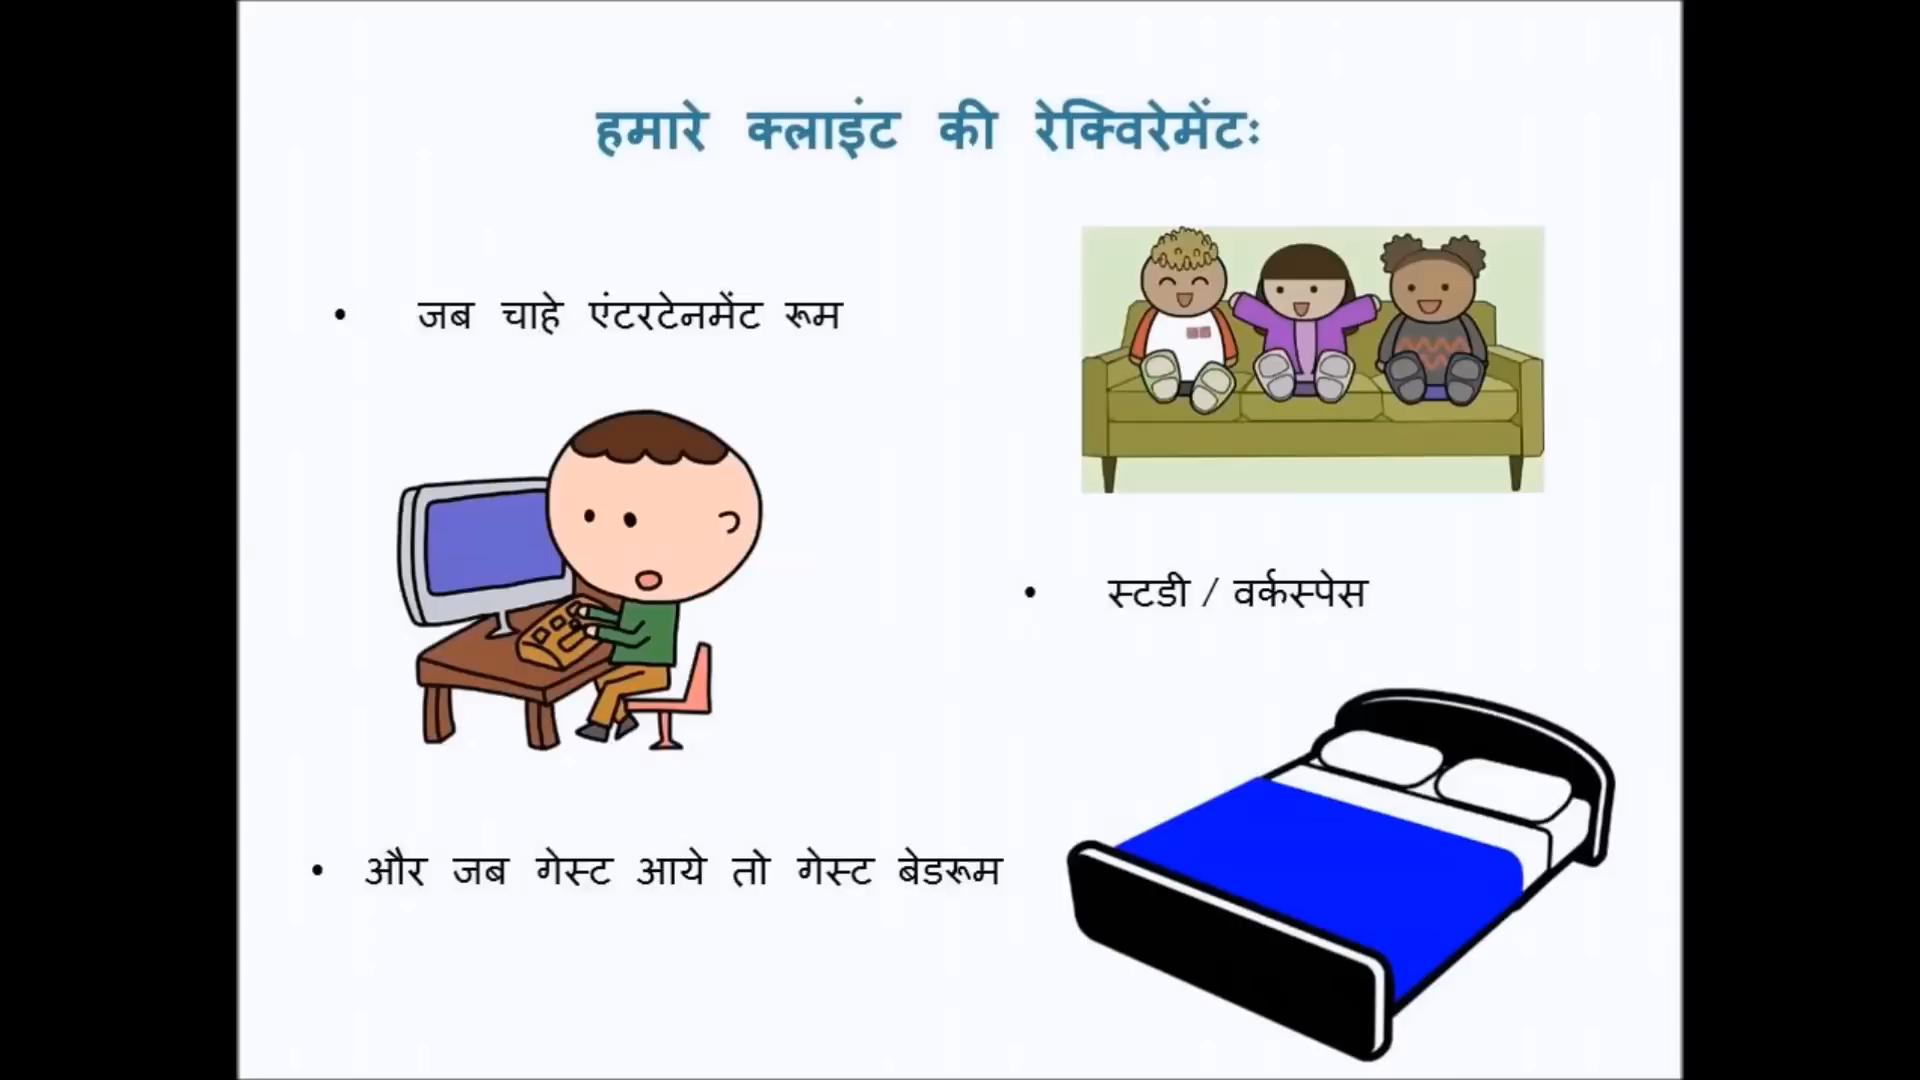 हमारे क्लाइंट की रेक्विरेमेंटः
• जब चाहे एंटरटेनमेंट रूम
• स्टडी / वर्कस्पेस
• और जब गेस्ट आये तो गेस्ट बेडरूम